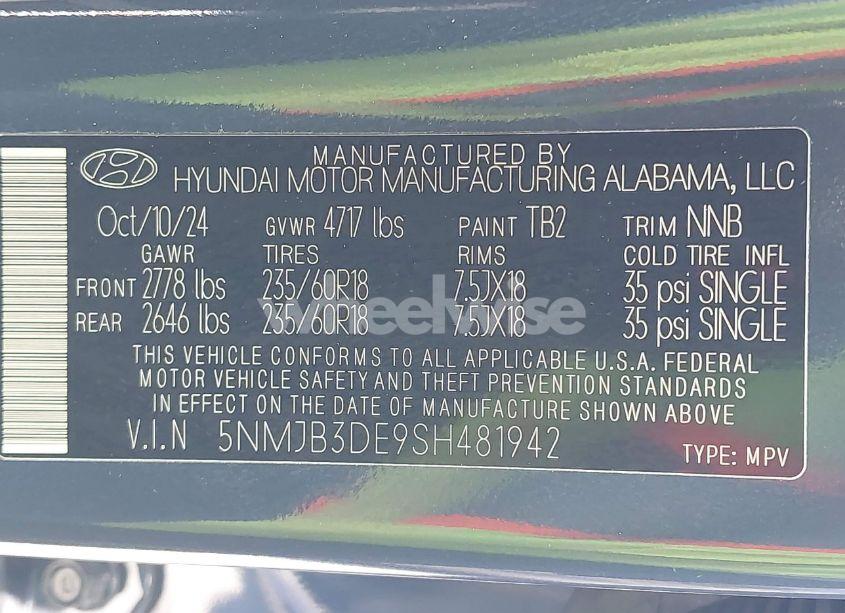 MANUFACTURED BY
HYUNDAI MOTOR MANUFACTURING ALABAMA, LLC
Oct/10/24 GVWR 4717 lbs PAINT TB2 TRIM NNB
GAWR TIRES RIMS COLD TIRE INFL
FRONT 2778 lbs 235/60R18 7.5JX18 35 psi SINGLE
REAR 2646 lbs 235/60R18 7.5JX18 35 psi SINGLE
wheelwise
THIS VEHICLE CONFORMS TO ALL APPLICABLE U.S.A. FEDERAL
MOTOR VEHICLE SAFETY AND THEFT PREVENTION STANDARDS
IN EFFECT ON THE DATE OF MANUFACTURE SHOWN ABOVE
V.I.N 5NMJB3DE9SH481942 TYPE: MPV